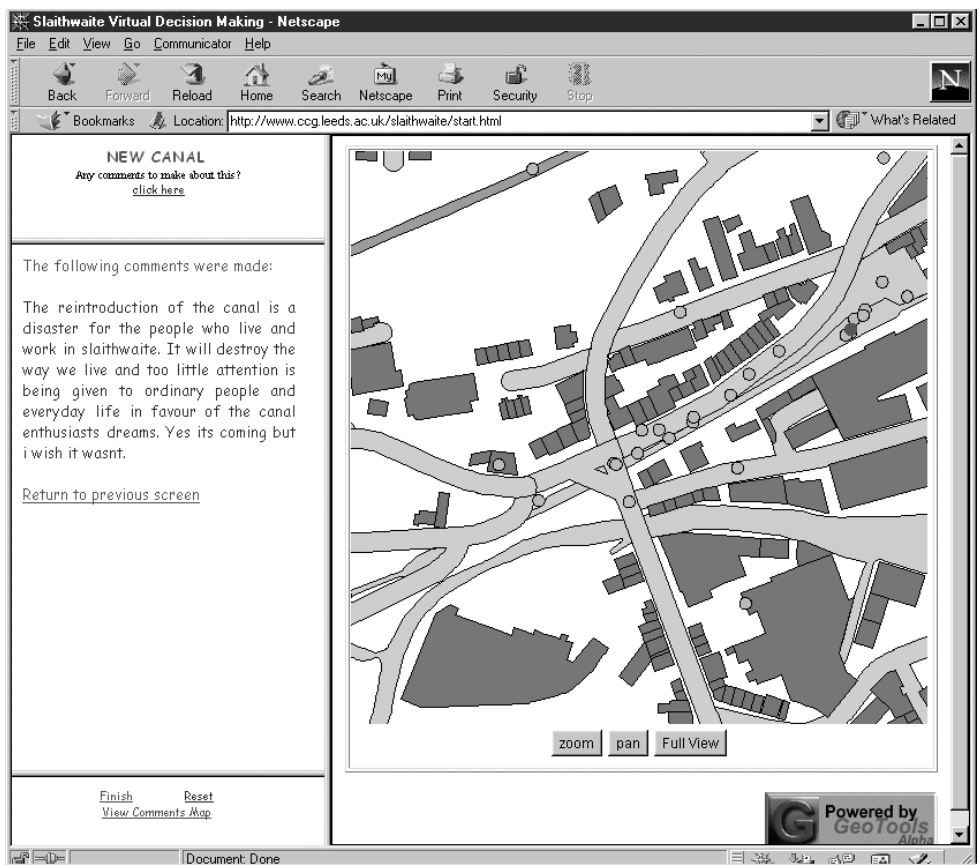 Slaithwaite Virtual Decision Making - Netscape
File Edit View Go Communicator Help
Back Forward Reload Home Search Netscape Print Security Stop
My
N
Bookmarks Location: http://www.ccg.leeds.ac.uk/slaithwaite/start.html What's Related
NEW CANAL
Any comments to make about this?
click here
The following comments were made:
The reintroduction of the canal is a
disaster for the people who live and
work in slaithwaite. It will destroy the
way we live and too little attention is
being given to ordinary people and
everyday life in favour of the canal
enthusiasts dreams. Yes its coming but
i wish it wasnt.
Return to previous screen
zoom pan Full View
Finish Reset
View Comments Map
G Powered by
GeoTools
Alpha
Document: Done